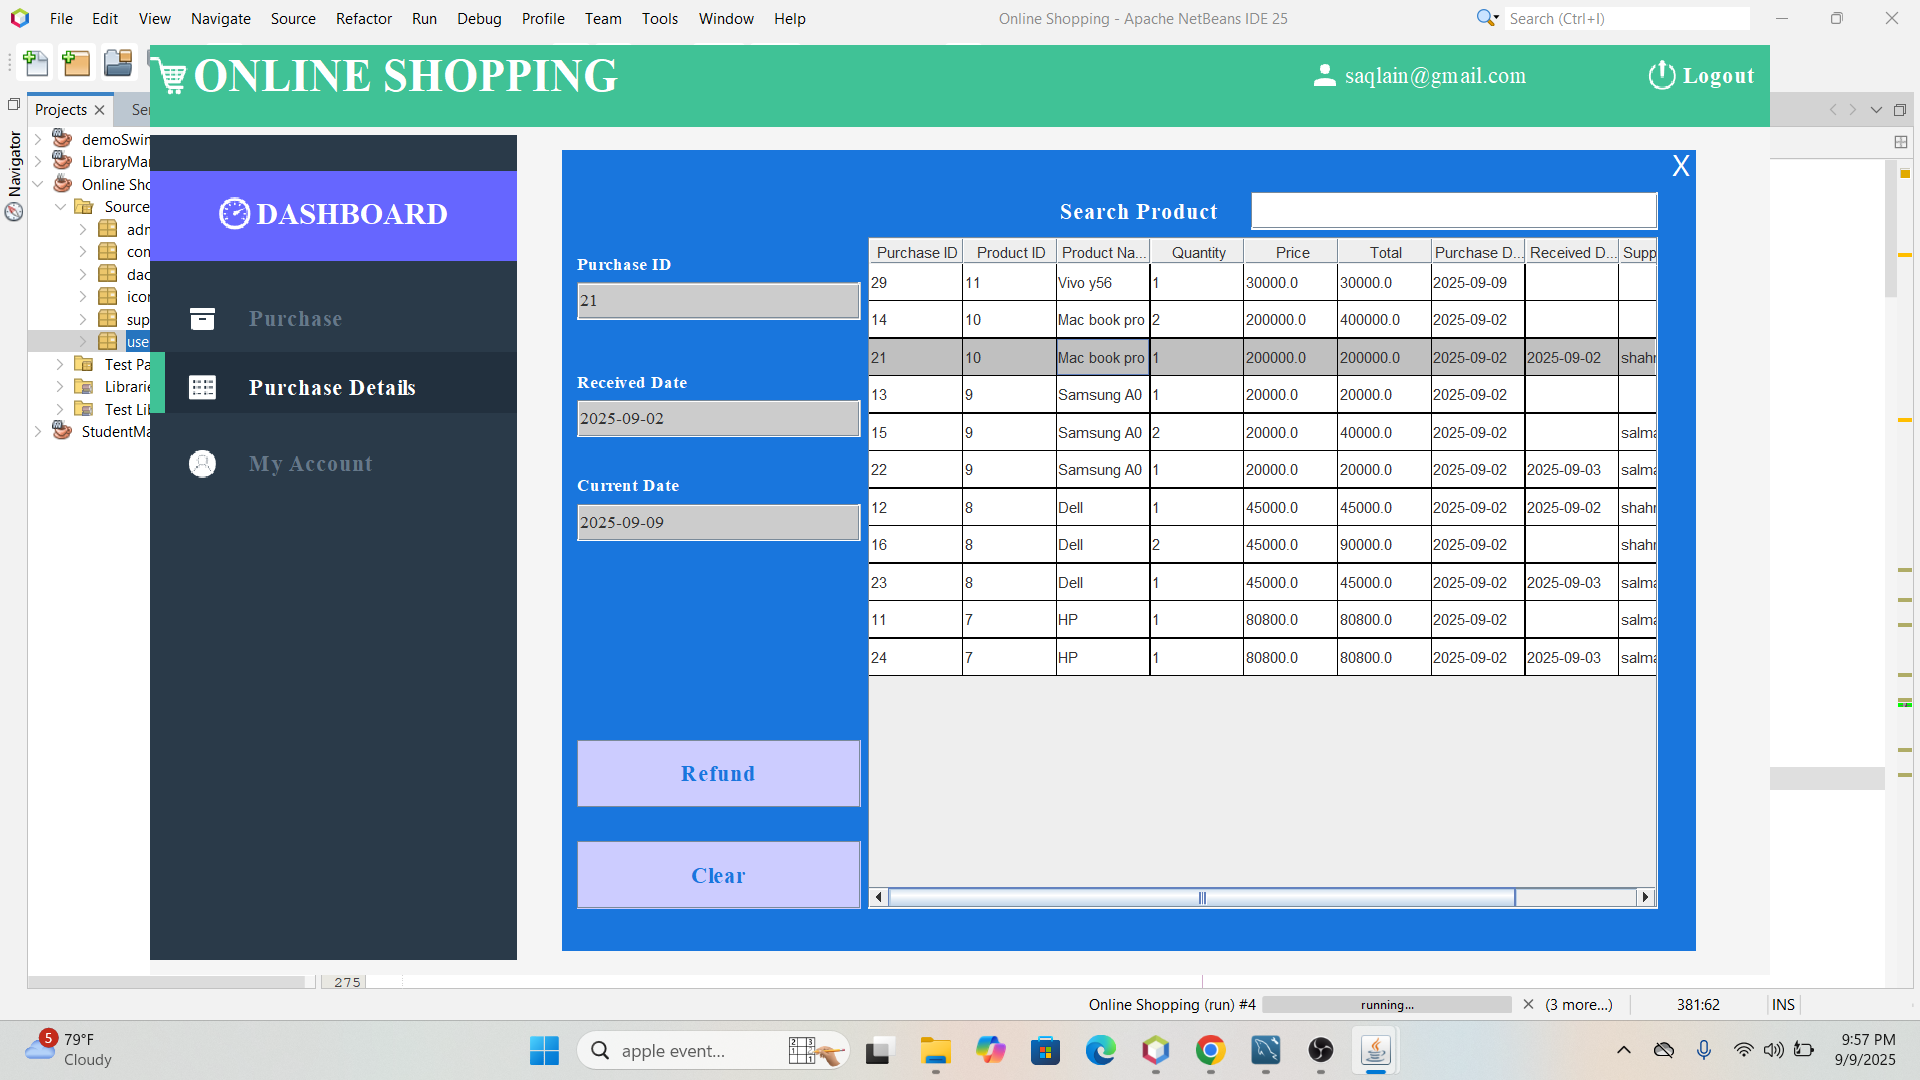 File Edit View Navigate Source Refactor Run Debug Profile Team Tools Window Help
Online Shopping - Apache NetBeans IDE 25
Search (Ctrl+I)
ONLINE SHOPPING
saqlain@gmail.com
Logout
Projects
Navigator
demoSwin
LibraryMa
Online Sho
Source
adm
con
dao
icon
sup
use
Test Pa
Librarie
Test Lib
StudentMa
DASHBOARD
Purchase
Purchase Details
My Account
X
Search Product
Purchase ID
21
Received Date
2025-09-02
Current Date
2025-09-09
Refund
Clear
Purchase ID Product ID Product Na... Quantity Price Total Purchase D... Received D... Supp
29 11 Vivo y56 1 30000.0 30000.0 2025-09-09
14 10 Mac book pro 2 200000.0 400000.0 2025-09-02
21 10 Mac book pro 1 200000.0 200000.0 2025-09-02 2025-09-02 shahr
13 9 Samsung A0 1 20000.0 20000.0 2025-09-02
15 9 Samsung A0 2 20000.0 40000.0 2025-09-02 salma
22 9 Samsung A0 1 20000.0 20000.0 2025-09-02 2025-09-03 salma
12 8 Dell 1 45000.0 45000.0 2025-09-02 2025-09-02 shahr
16 8 Dell 2 45000.0 90000.0 2025-09-02 shahr
23 8 Dell 1 45000.0 45000.0 2025-09-02 2025-09-03 salma
11 7 HP 1 80800.0 80800.0 2025-09-02 salma
24 7 HP 1 80800.0 80800.0 2025-09-02 2025-09-03 salma
275
Online Shopping (run) #4 running... (3 more...) 381:62 INS
5
79°F
Cloudy
apple event...
9:57 PM
9/9/2025